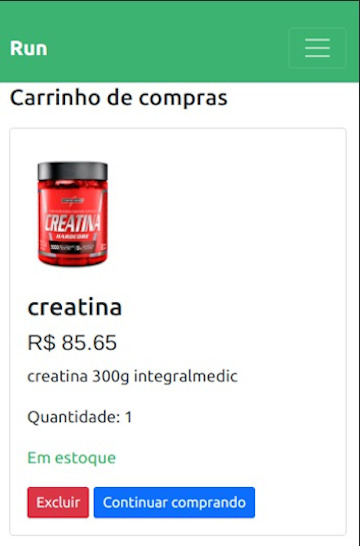 Run
Carrinho de compras
CREATINA
HARDCORE
creatina
R$ 85.65
creatina 300g integralmedic
Quantidade: 1
Em estoque
Excluir Continuar comprando